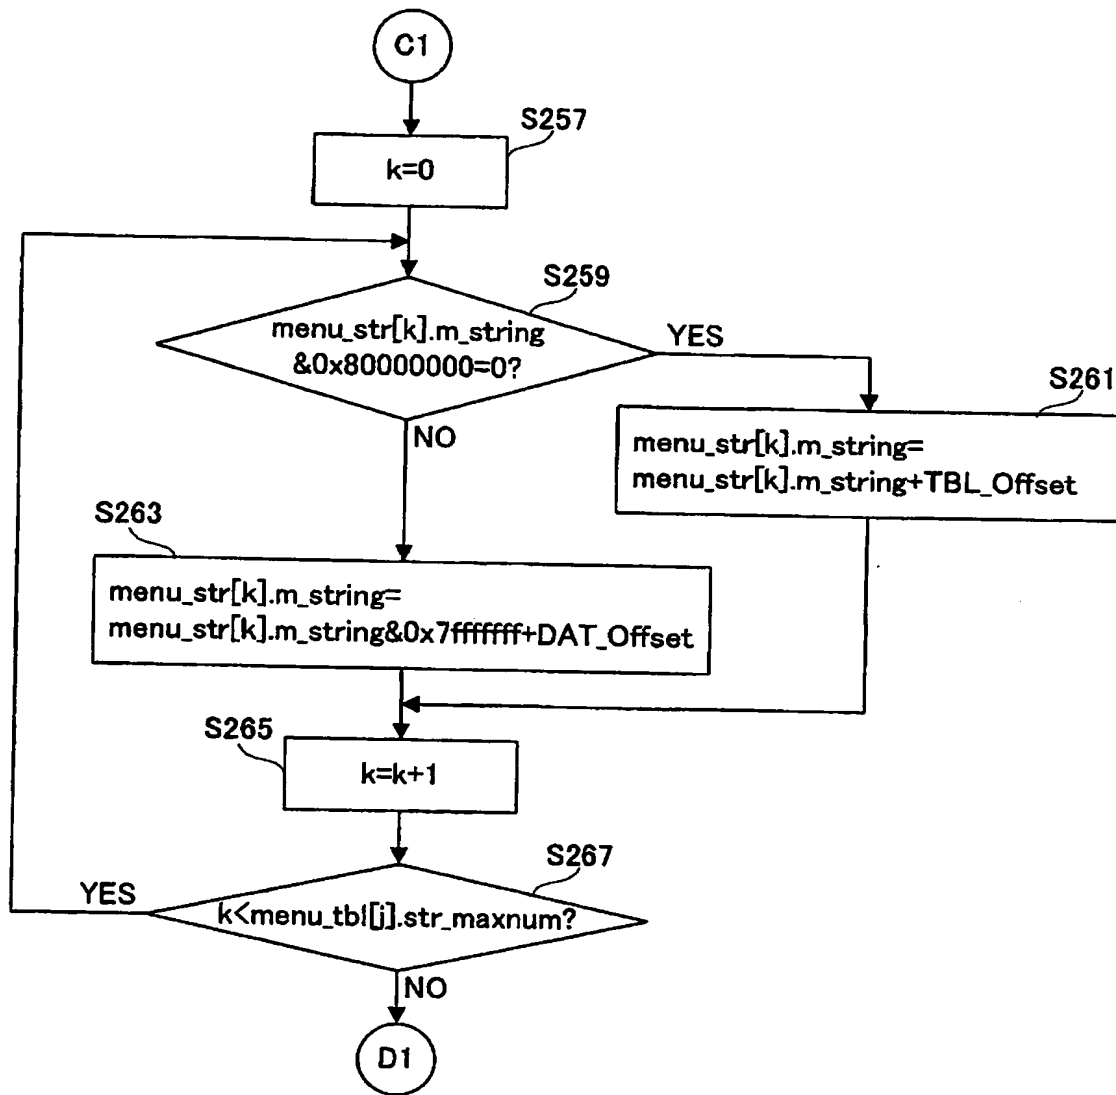 C1
S257
k=0
S259
menu_str[k].m_string
&0x80000000=0?
YES
NO
S261
menu_str[k].m_string=
menu_str[k].m_string+TBL_Offset
S263
menu_str[k].m_string=
menu_str[k].m_string&0x7fffffff+DAT_Offset
S265
k=k+1
S267
k<menu_tbl[j].str_maxnum?
YES
NO
D1